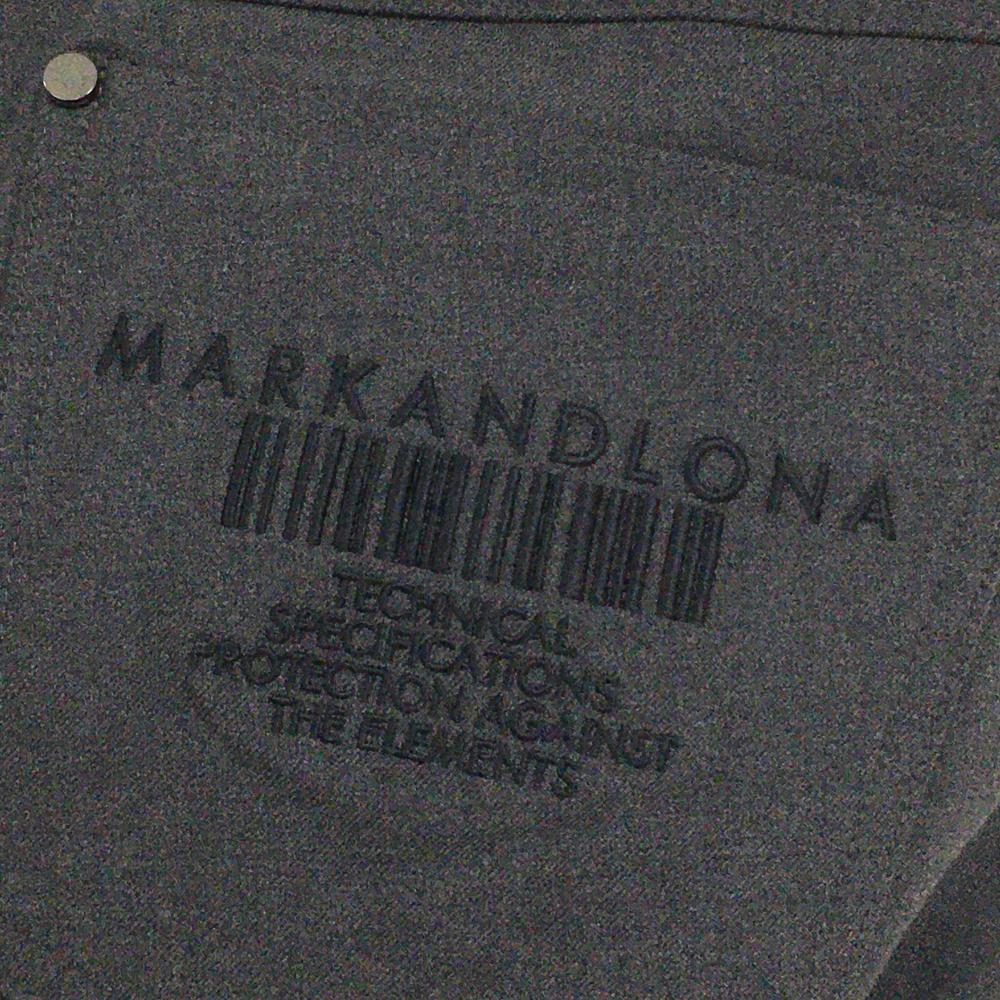 MARKANDLONA
TECHNICAL
SPECIFICATIONS
PROTECTION AGAINST
THE ELEMENTS